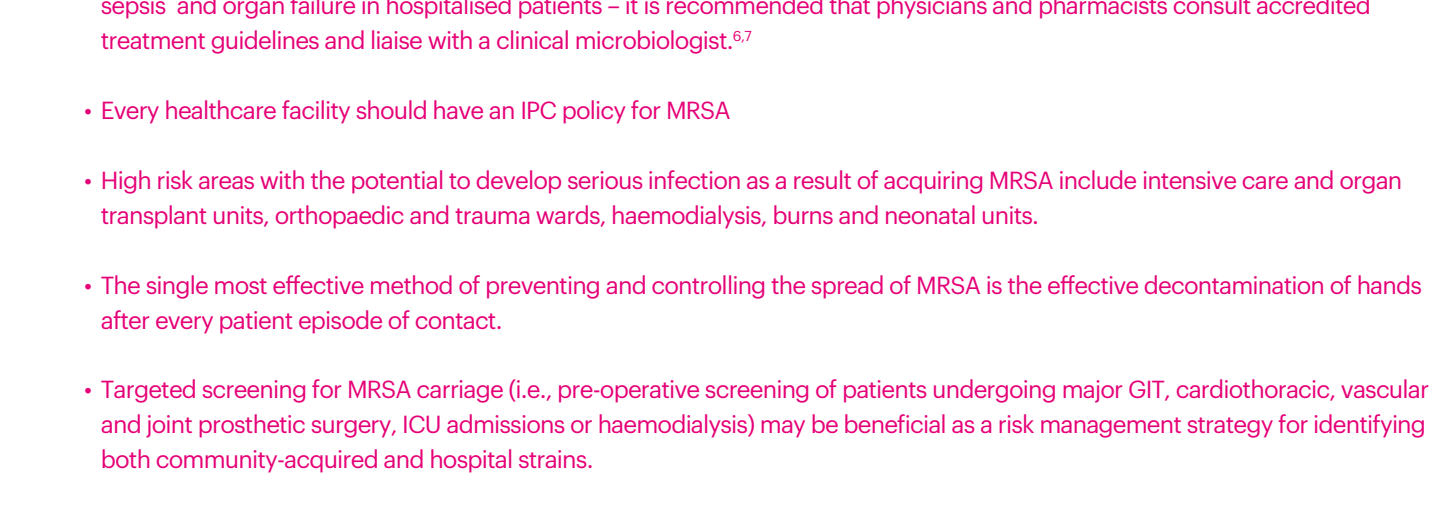 sepsis and organ failure in hospitalised patients – it is recommended that physicians and pharmacists consult accredited
treatment guidelines and liaise with a clinical microbiologist.6,7
• Every healthcare facility should have an IPC policy for MRSA
• High risk areas with the potential to develop serious infection as a result of acquiring MRSA include intensive care and organ
transplant units, orthopaedic and trauma wards, haemodialysis, burns and neonatal units.
• The single most effective method of preventing and controlling the spread of MRSA is the effective decontamination of hands
after every patient episode of contact.
• Targeted screening for MRSA carriage (i.e., pre-operative screening of patients undergoing major GIT, cardiothoracic, vascular
and joint prosthetic surgery, ICU admissions or haemodialysis) may be beneficial as a risk management strategy for identifying
both community-acquired and hospital strains.